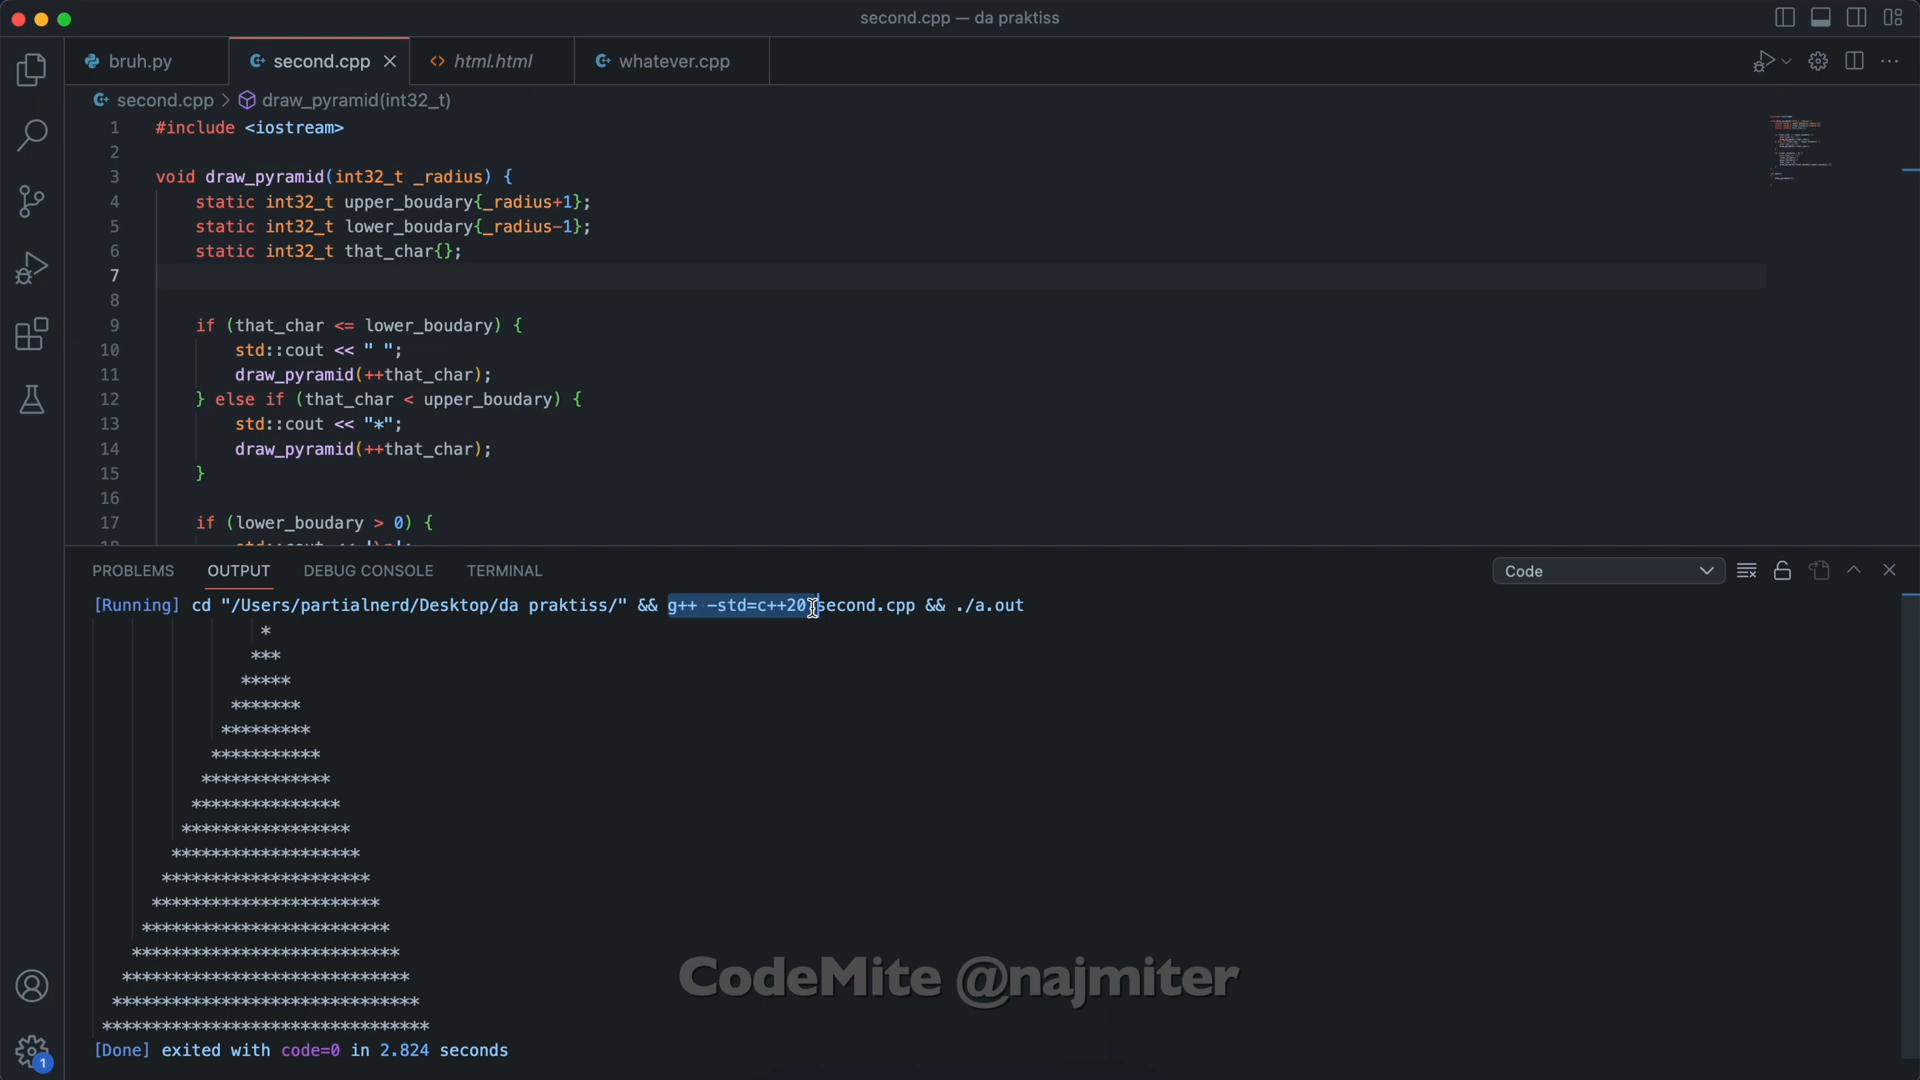 second.cpp — da praktiss
bruh.py
second.cpp
html.html
whatever.cpp
second.cpp > draw_pyramid(int32_t)
1 #include <iostream>
2
3 void draw_pyramid(int32_t _radius) {
4 static int32_t upper_boudary{_radius+1};
5 static int32_t lower_boudary{_radius-1};
6 static int32_t that_char{};
7
8
9 if (that_char <= lower_boudary) {
10 std::cout << " ";
11 draw_pyramid(++that_char);
12 } else if (that_char < upper_boudary) {
13 std::cout << "*";
14 draw_pyramid(++that_char);
15 }
16
17 if (lower_boudary > 0) {
PROBLEMS OUTPUT DEBUG CONSOLE TERMINAL
Code
[Running] cd "/Users/partialnerd/Desktop/da praktiss/" && g++ -std=c++20 second.cpp && ./a.out
*
***
*****
*******
*********
***********
*************
***************
*****************
*******************
*********************
***********************
*************************
***************************
*****************************
*******************************
*********************************
[Done] exited with code=0 in 2.824 seconds
CodeMite @najmiter
1